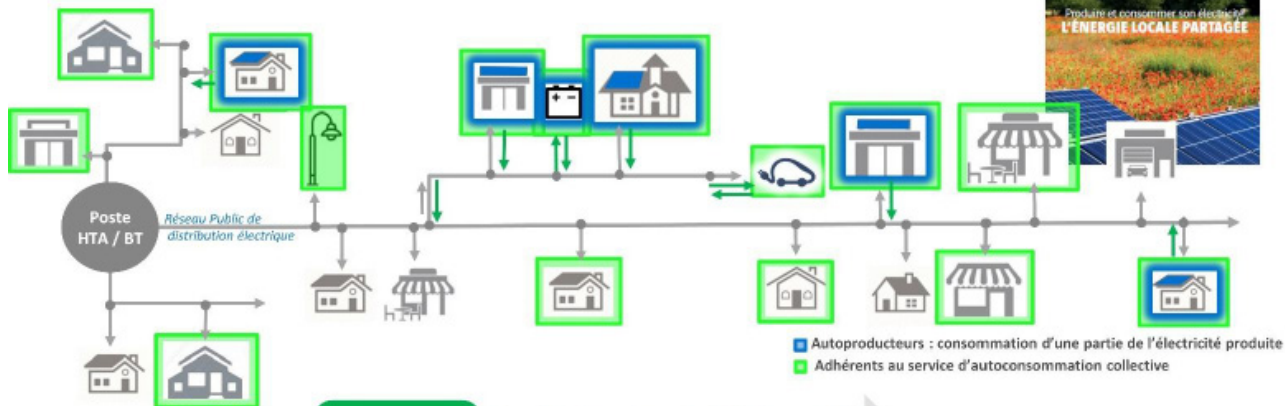 Produire et consommer son électricité
L'ÉNERGIE LOCALE PARTAGÉE
Poste
HTA / BT
Réseau Public de
distribution électrique
Autoproducteurs : consommation d'une partie de l'électricité produite
Adhérents au service d'autoconsommation collective